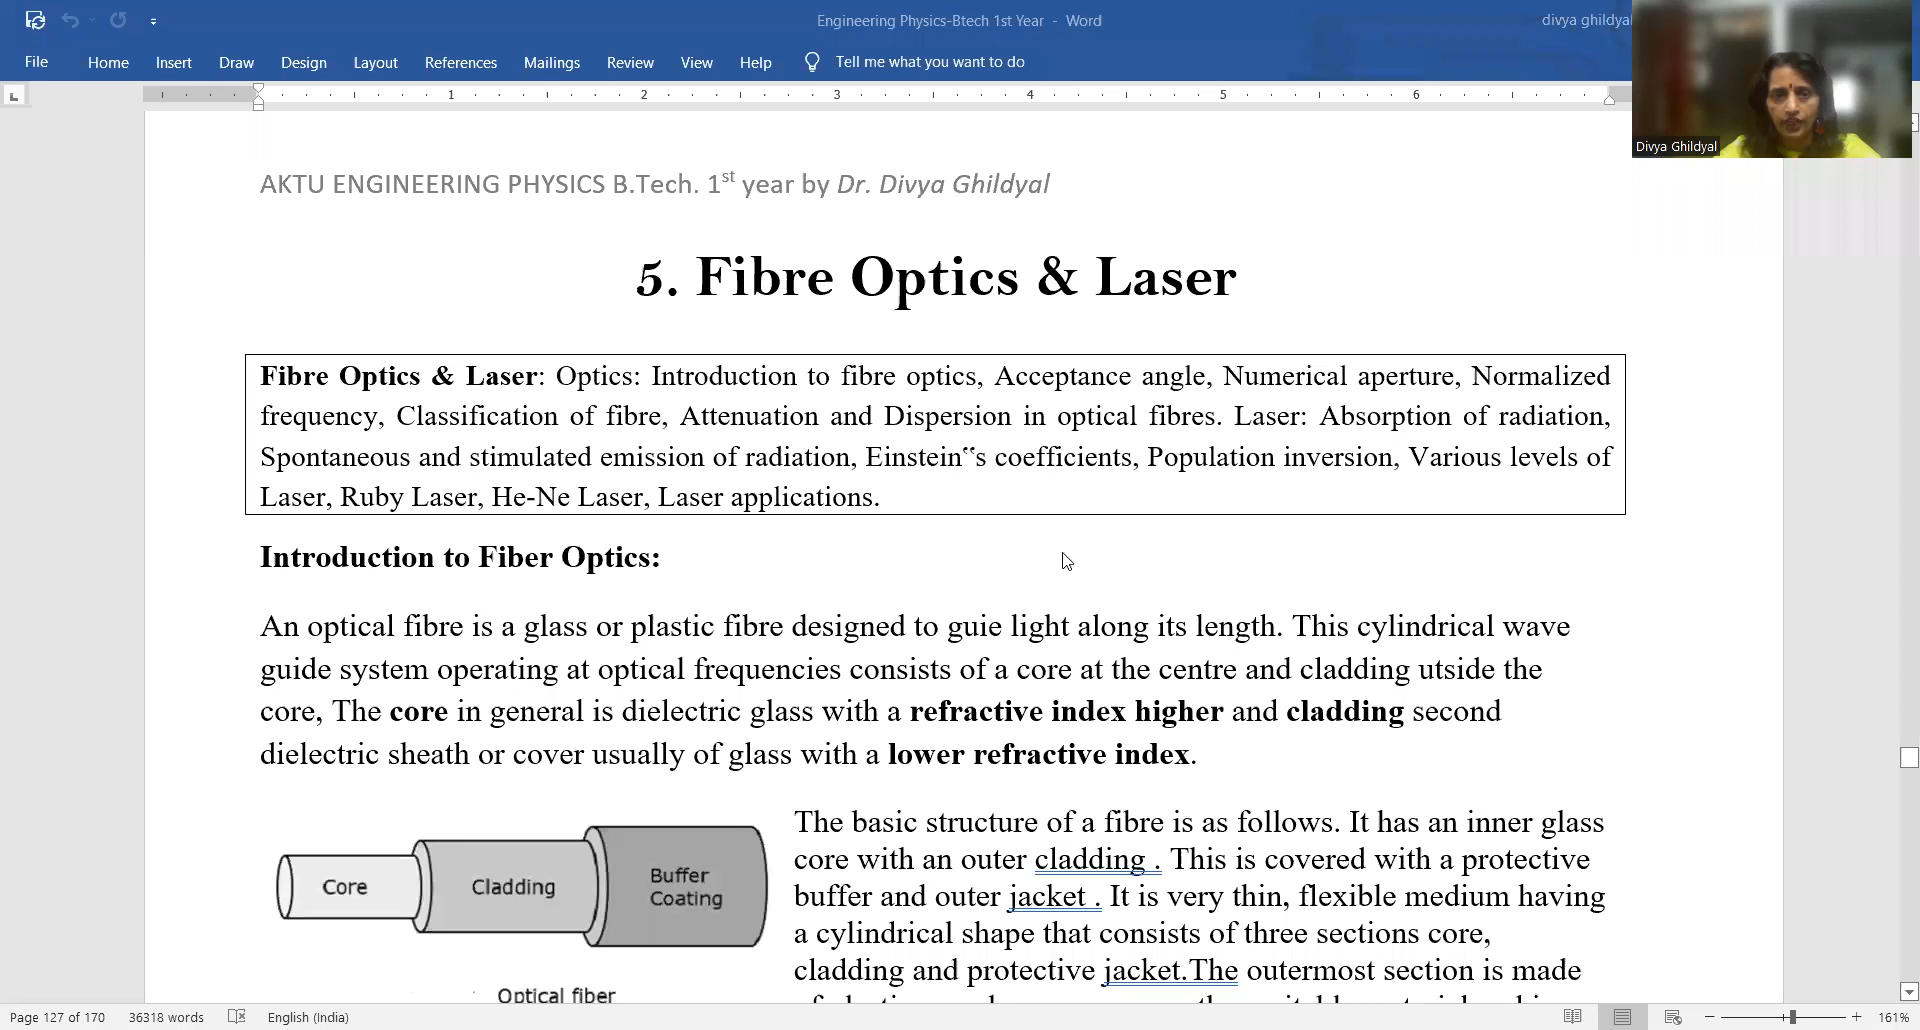 Engineering Physics-Btech 1st Year - Word
divya ghildyal
File Home Insert Draw Design Layout References Mailings Review View Help Tell me what you want to do
1 2 3 4 5 6
Divya Ghildyal
AKTU ENGINEERING PHYSICS B.Tech. 1st year by Dr. Divya Ghildyal
5. Fibre Optics & Laser
Fibre Optics & Laser: Optics: Introduction to fibre optics, Acceptance angle, Numerical aperture, Normalized
frequency, Classification of fibre, Attenuation and Dispersion in optical fibres. Laser: Absorption of radiation,
Spontaneous and stimulated emission of radiation, Einstein‟s coefficients, Population inversion, Various levels of
Laser, Ruby Laser, He-Ne Laser, Laser applications.
Introduction to Fiber Optics:
An optical fibre is a glass or plastic fibre designed to guie light along its length. This cylindrical wave
guide system operating at optical frequencies consists of a core at the centre and cladding utside the
core, The core in general is dielectric glass with a refractive index higher and cladding second
dielectric sheath or cover usually of glass with a lower refractive index.
Core
Cladding
Buffer
Coating
Optical fiber
The basic structure of a fibre is as follows. It has an inner glass
core with an outer cladding . This is covered with a protective
buffer and outer jacket . It is very thin, flexible medium having
a cylindrical shape that consists of three sections core,
cladding and protective jacket.The outermost section is made
Page 127 of 170 36318 words English (India) 161%